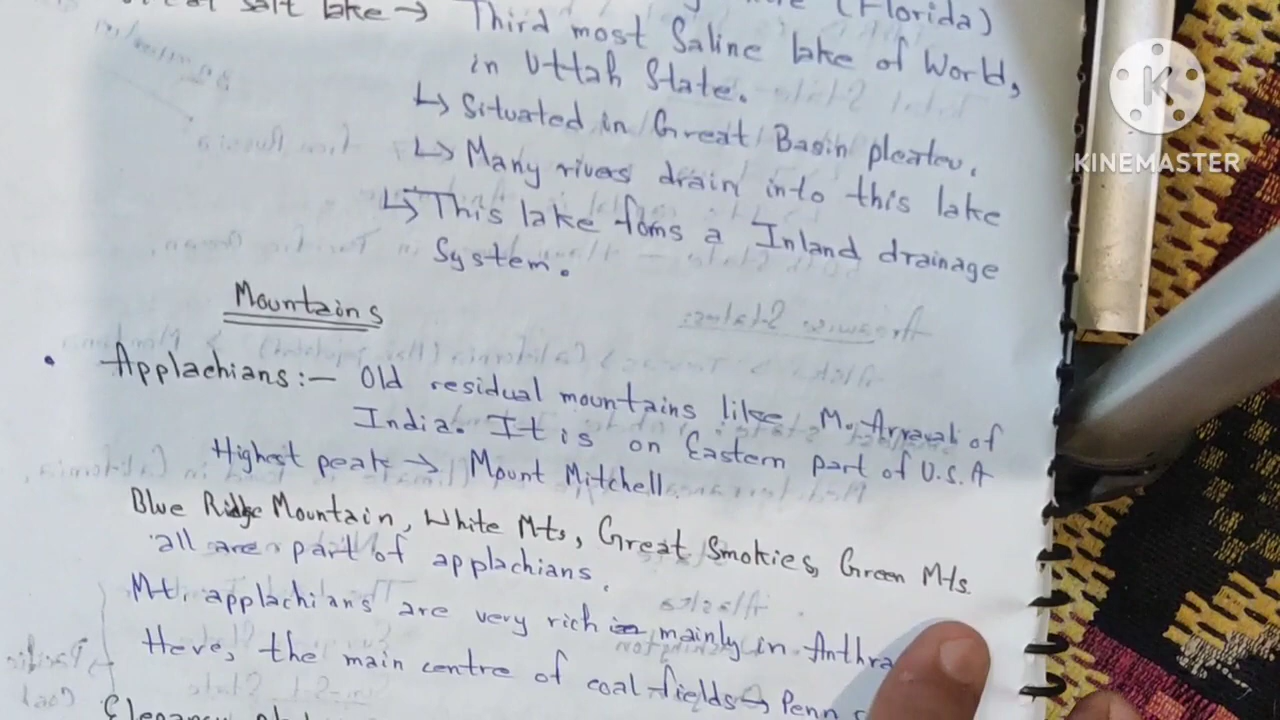 salt lake → Third most Saline lake of World,
(Florida)
in Uttah State.
↳ Situated in Great Basin pleateu.
↳ Many rivers drain into this lake
↳ This lake foms a Inland drainage
System.
Mountains
• Applachians:— Old residual mountains like M. Arraval of
India. It is on Eastern part of U.S.A
Highest peak → Mount Mitchell
Blue Ridge Mountain, White Mts, Great Smokies, Green Mts.
all are part of applachians.
Mt. applachians are very rich in mainly in Anthra
Here, the main centre of coal fields → Penn
K
KINEMASTER